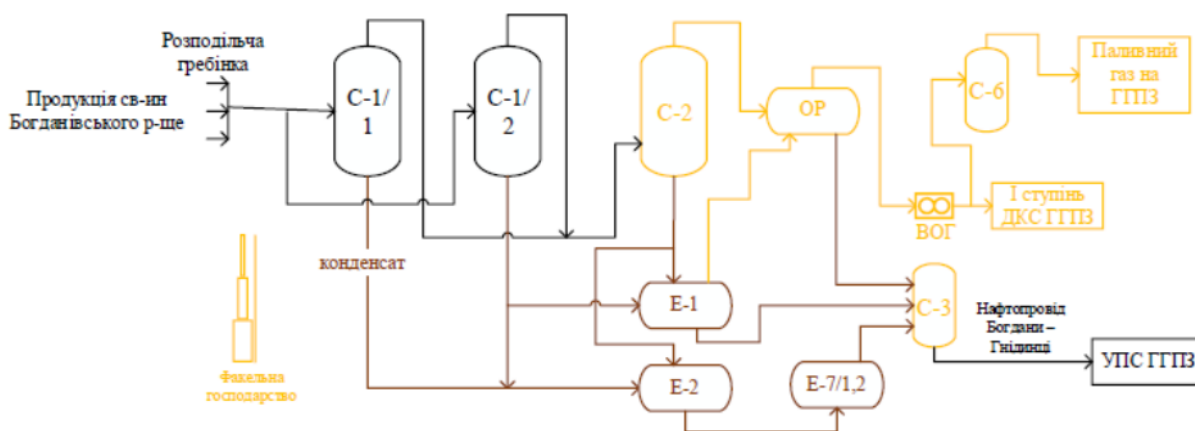 Розподільча
гребінка
Продукція св-ин
Богданівського р-ще
С-1/
1
С-1/
2
С-2
ОР
С-6
Паливний
газ на
ГГПЗ
І ступінь
ДКС ГГПЗ
ВОГ
конденсат
Е-1
С-3
Нафтопровід
Богдани –
Гнідинці
УПС ГГПЗ
Е-2
Е-7/1,2
Факельна
господарство